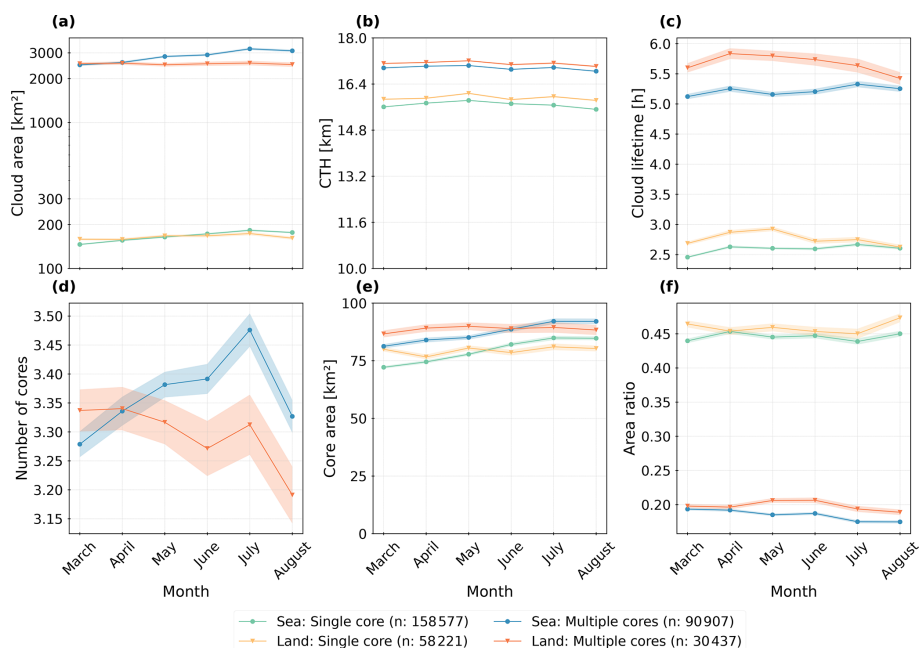 (a)
(b)
(c)
Cloud area [km²]
3000
2000
1000
300
200
100
CTH [km]
18.0
16.4
14.8
13.2
11.6
10.0
Cloud lifetime [h]
6.0
5.5
5.0
4.5
4.0
3.5
3.0
2.5
(d)
(e)
(f)
Number of cores
3.50
3.45
3.40
3.35
3.30
3.25
3.20
3.15
Core area [km²]
100
75
50
25
0
Area ratio
0.45
0.40
0.35
0.30
0.25
0.20
March April May June July August
March April May June July August
March April May June July August
Month
Month
Month
Sea: Single core (n: 158577)
Sea: Multiple cores (n: 90907)
Land: Single core (n: 58221)
Land: Multiple cores (n: 30437)